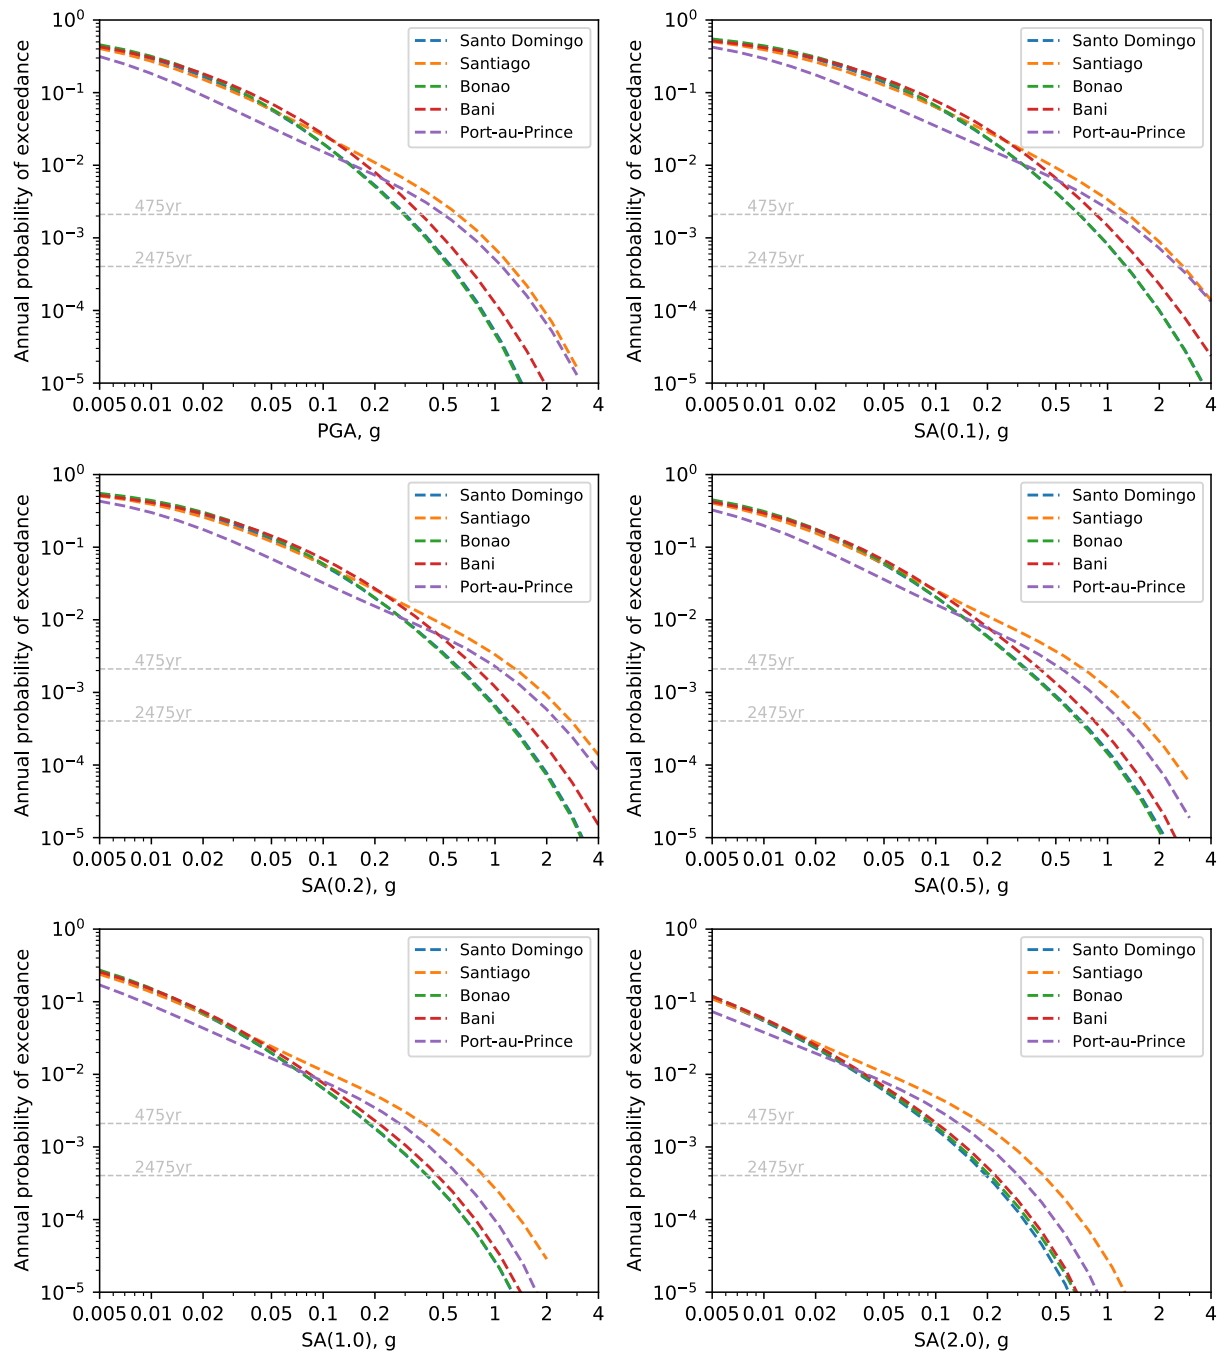 Annual probability of exceedance
10⁰
10⁻¹
10⁻²
10⁻³
10⁻⁴
10⁻⁵
Santo Domingo
Santiago
Bonao
Bani
Port-au-Prince
475yr
2475yr
0.005 0.01 0.02 0.05 0.1 0.2 0.5 1 2 4
PGA, g
Annual probability of exceedance
10⁰
10⁻¹
10⁻²
10⁻³
10⁻⁴
10⁻⁵
Santo Domingo
Santiago
Bonao
Bani
Port-au-Prince
475yr
2475yr
0.005 0.01 0.02 0.05 0.1 0.2 0.5 1 2 4
SA(0.1), g
Annual probability of exceedance
10⁰
10⁻¹
10⁻²
10⁻³
10⁻⁴
10⁻⁵
Santo Domingo
Santiago
Bonao
Bani
Port-au-Prince
475yr
2475yr
0.005 0.01 0.02 0.05 0.1 0.2 0.5 1 2 4
SA(0.2), g
Annual probability of exceedance
10⁰
10⁻¹
10⁻²
10⁻³
10⁻⁴
10⁻⁵
Santo Domingo
Santiago
Bonao
Bani
Port-au-Prince
475yr
2475yr
0.005 0.01 0.02 0.05 0.1 0.2 0.5 1 2 4
SA(0.5), g
Annual probability of exceedance
10⁰
10⁻¹
10⁻²
10⁻³
10⁻⁴
10⁻⁵
Santo Domingo
Santiago
Bonao
Bani
Port-au-Prince
475yr
2475yr
0.005 0.01 0.02 0.05 0.1 0.2 0.5 1 2 4
SA(1.0), g
Annual probability of exceedance
10⁰
10⁻¹
10⁻²
10⁻³
10⁻⁴
10⁻⁵
Santo Domingo
Santiago
Bonao
Bani
Port-au-Prince
475yr
2475yr
0.005 0.01 0.02 0.05 0.1 0.2 0.5 1 2 4
SA(2.0), g